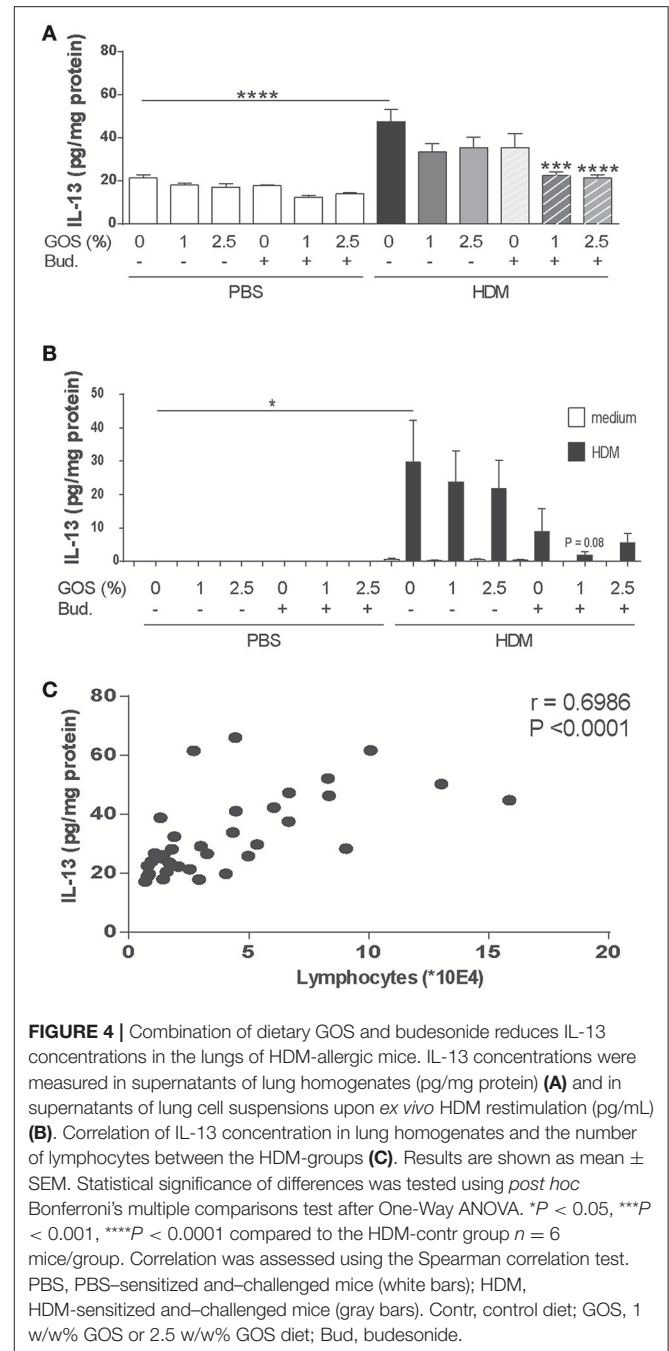 A
IL-13 (pg/mg protein)
80
60
40
20
0
****
*** ****
GOS (%) 0 1 2.5 0 1 2.5 0 1 2.5 0 1 2.5
Bud. - - - + + + - - - + + +
PBS HDM
B
IL-13 (pg/mg protein)
50
40
30
20
10
0
*
medium
HDM
P = 0.08
GOS (%) 0 1 2.5 0 1 2.5 0 1 2.5 0 1 2.5
Bud. - - - + + + - - - + + +
PBS HDM
C
IL-13 (pg/mg protein)
80
60
40
20
0
r = 0.6986
P <0.0001
0 5 10 15 20
Lymphocytes (*10E4)
FIGURE 4 | Combination of dietary GOS and budesonide reduces IL-13
concentrations in the lungs of HDM-allergic mice. IL-13 concentrations were
measured in supernatants of lung homogenates (pg/mg protein) (A) and in
supernatants of lung cell suspensions upon ex vivo HDM restimulation (pg/mL)
(B). Correlation of IL-13 concentration in lung homogenates and the number
of lymphocytes between the HDM-groups (C). Results are shown as mean ±
SEM. Statistical significance of differences was tested using post hoc
Bonferroni's multiple comparisons test after One-Way ANOVA. *P < 0.05, ***P
< 0.001, ****P < 0.0001 compared to the HDM-contr group n = 6
mice/group. Correlation was assessed using the Spearman correlation test.
PBS, PBS–sensitized and–challenged mice (white bars); HDM,
HDM-sensitized and–challenged mice (gray bars). Contr, control diet; GOS, 1
w/w% GOS or 2.5 w/w% GOS diet; Bud, budesonide.